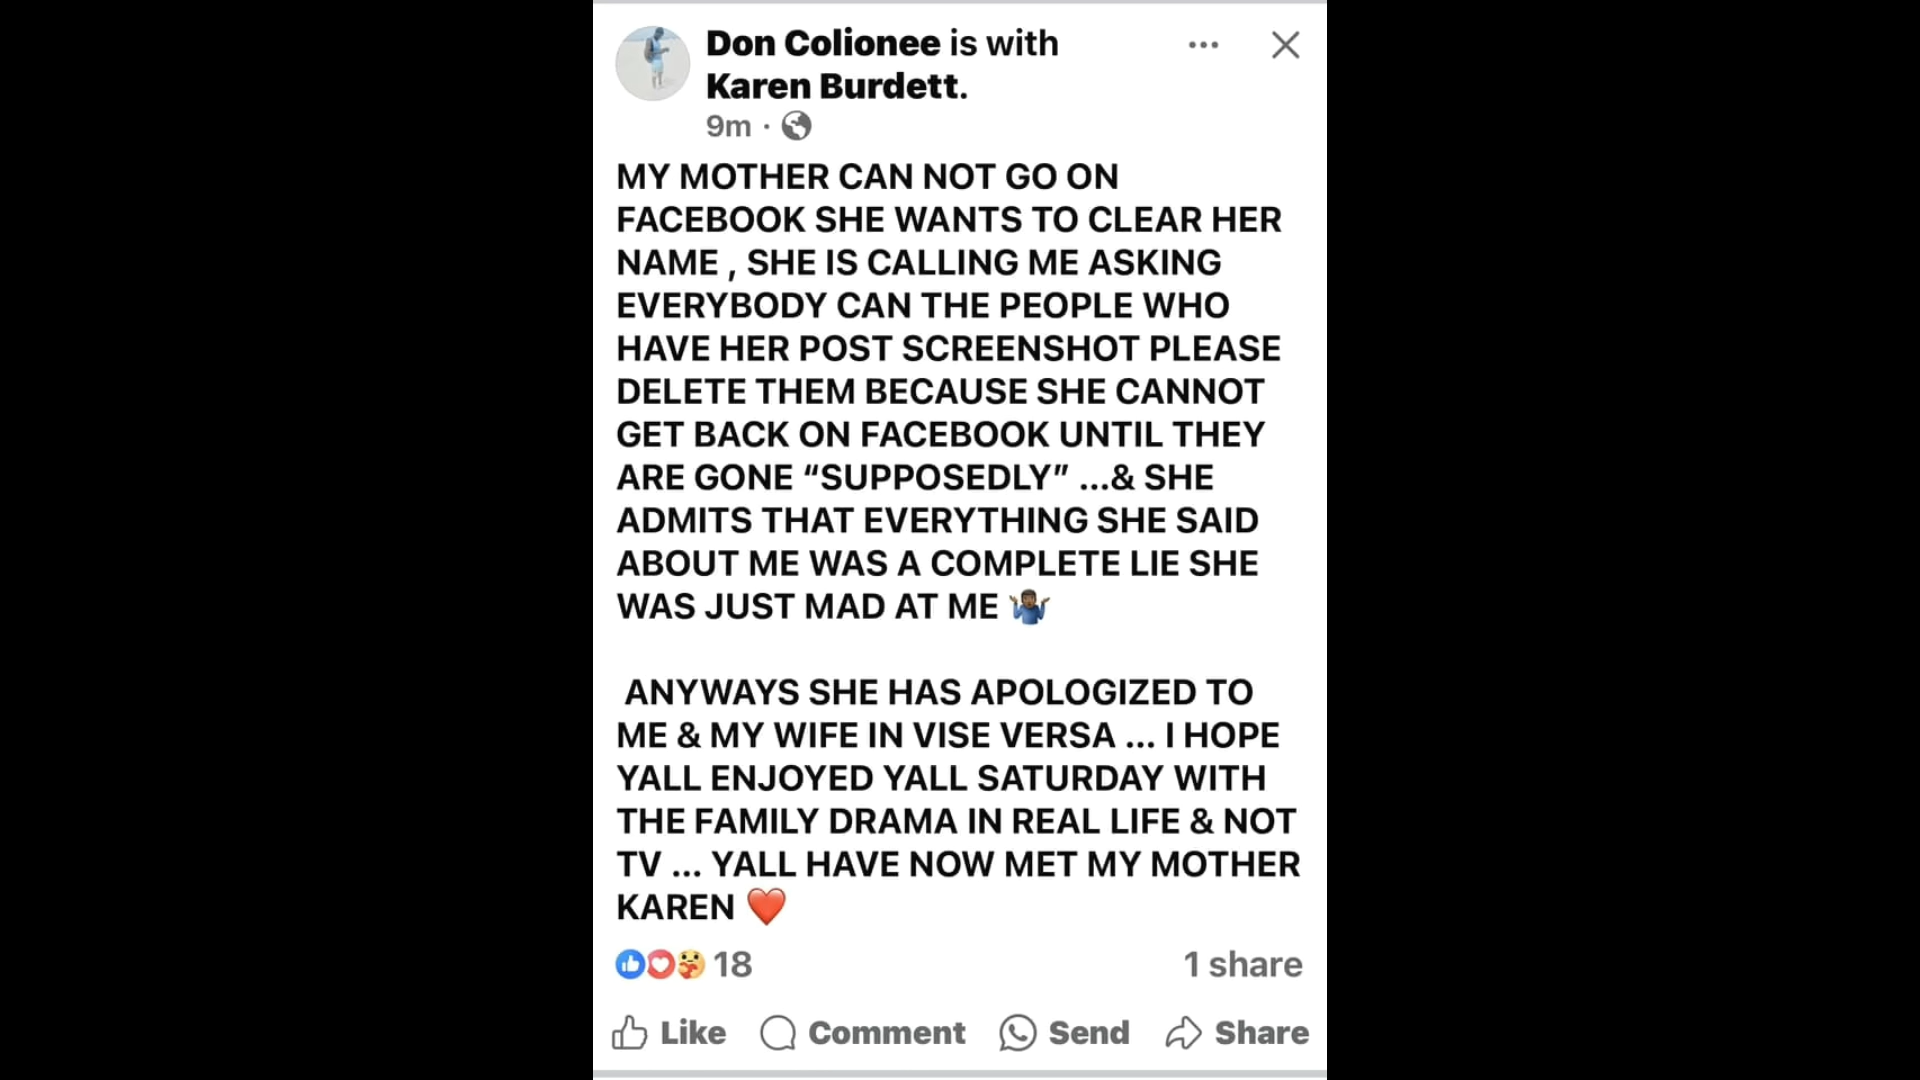 Don Colionee is with
Karen Burdett.
9m ·
MY MOTHER CAN NOT GO ON
FACEBOOK SHE WANTS TO CLEAR HER
NAME , SHE IS CALLING ME ASKING
EVERYBODY CAN THE PEOPLE WHO
HAVE HER POST SCREENSHOT PLEASE
DELETE THEM BECAUSE SHE CANNOT
GET BACK ON FACEBOOK UNTIL THEY
ARE GONE “SUPPOSEDLY” ...& SHE
ADMITS THAT EVERYTHING SHE SAID
ABOUT ME WAS A COMPLETE LIE SHE
WAS JUST MAD AT ME 🤷🏾‍♂️
ANYWAYS SHE HAS APOLOGIZED TO
ME & MY WIFE IN VISE VERSA ... I HOPE
YALL ENJOYED YALL SATURDAY WITH
THE FAMILY DRAMA IN REAL LIFE & NOT
TV ... YALL HAVE NOW MET MY MOTHER
KAREN ❤️
18 1 share
Like Comment Send Share